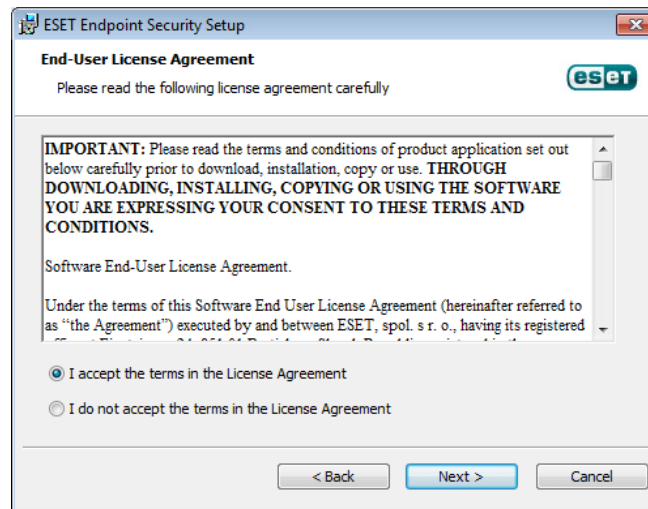 ESET Endpoint Security Setup
End-User License Agreement
Please read the following license agreement carefully
eseT
IMPORTANT: Please read the terms and conditions of product application set out
below carefully prior to download, installation, copy or use. THROUGH
DOWNLOADING, INSTALLING, COPYING OR USING THE SOFTWARE
YOU ARE EXPRESSING YOUR CONSENT TO THESE TERMS AND
CONDITIONS.
Software End-User License Agreement.
Under the terms of this Software End User License Agreement (hereinafter referred to
as “the Agreement”) executed by and between ESET, spol. s r. o., having its registered
I accept the terms in the License Agreement
I do not accept the terms in the License Agreement
< Back
Next >
Cancel